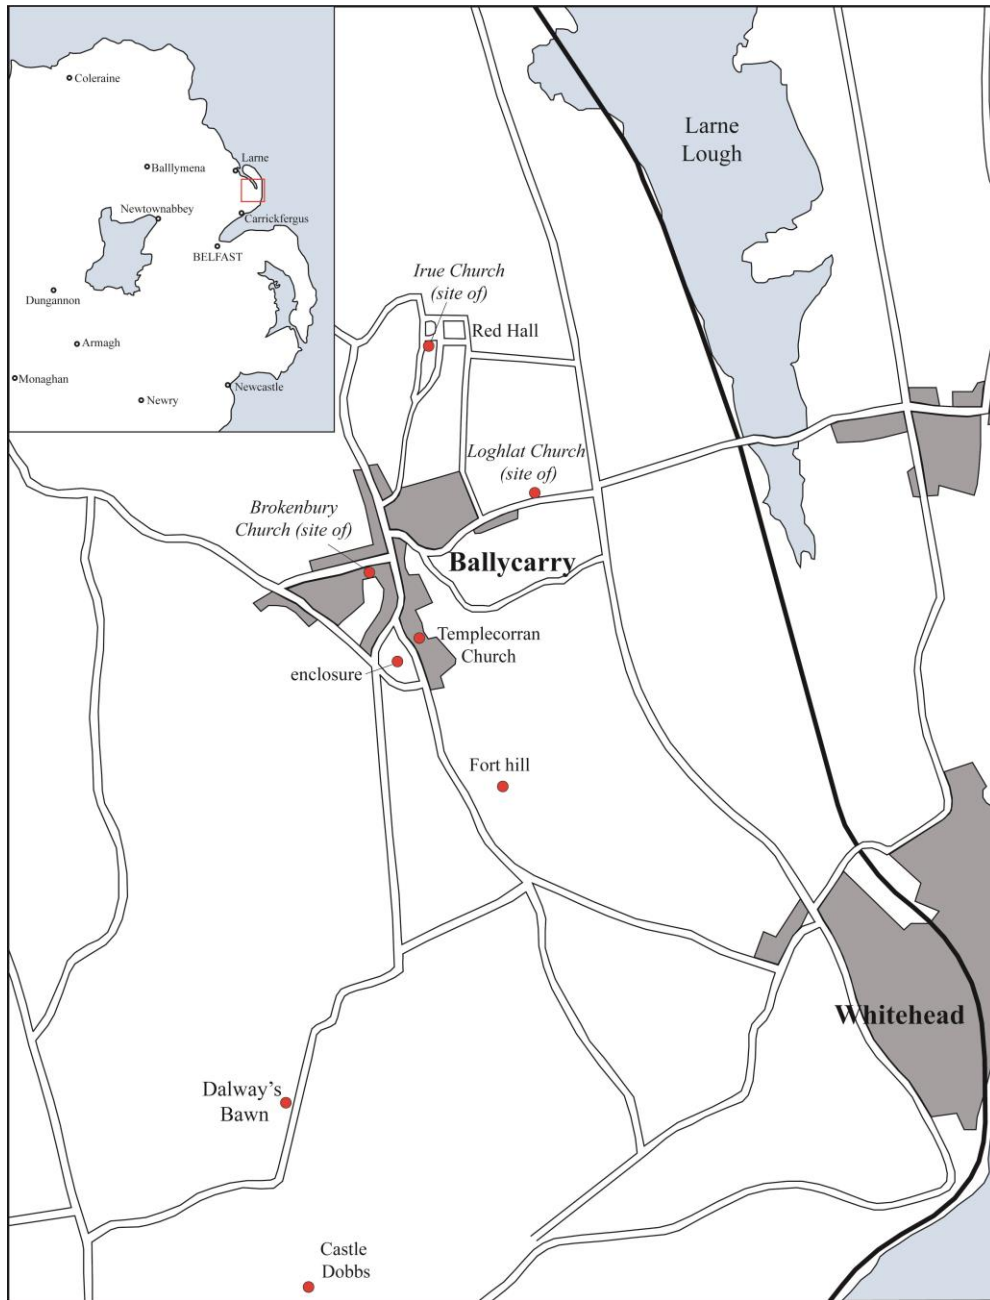 Coleraine
Larne
Balllymena
Newtownabbey
Carrickfergus
BELFAST
Dungannon
Armagh
Monaghan
Newcastle
Newry
Larne
Lough
Irue Church
(site of)
Red Hall
Loghlat Church
(site of)
Brokenbury
Church (site of)
Ballycarry
Templecorran
Church
enclosure
Fort hill
Whitehead
Dalway's
Bawn
Castle
Dobbs